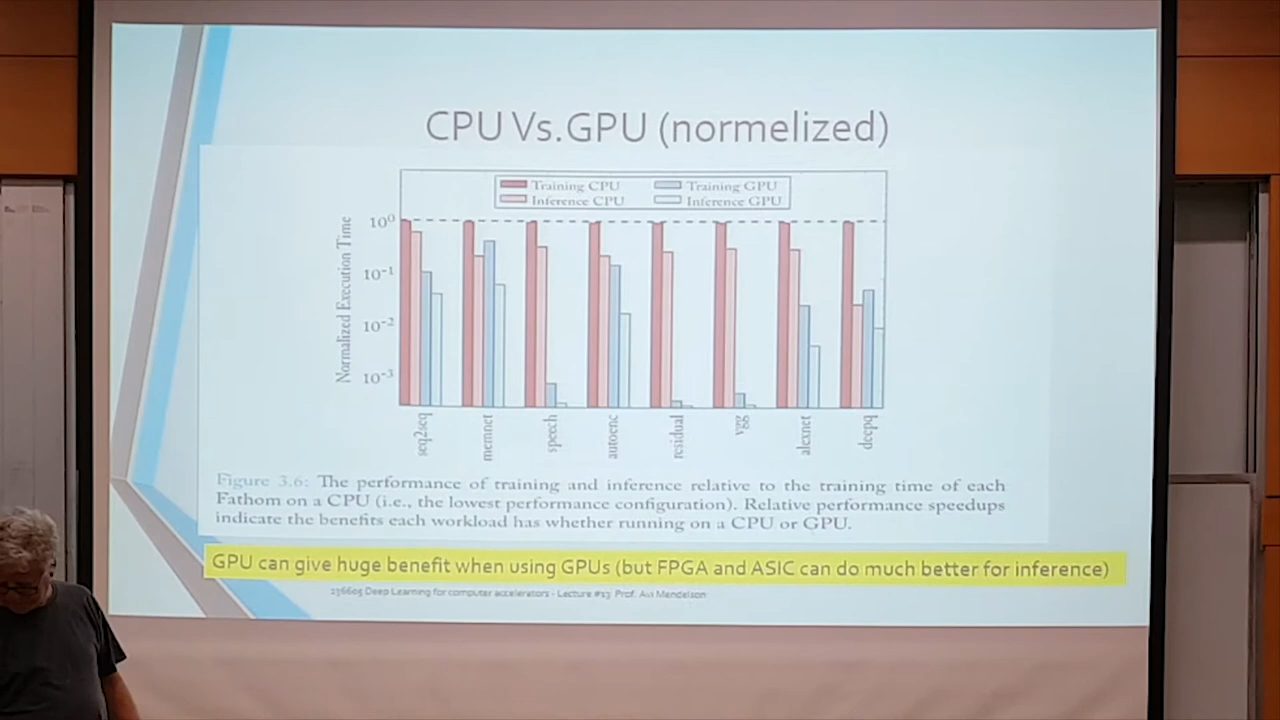 CPU Vs.GPU (normelized)
Training CPU
Training GPU
Inference CPU
Inference GPU
Normalized Execution Time
10⁰
10⁻¹
10⁻²
10⁻³
seq2seq
memnet
speech
autoenc
residual
vgg
alexnet
deepq
Figure 3.6: The performance of training and inference relative to the training time of each
Fathom on a CPU (i.e., the lowest performance configuration). Relative performance speedups
indicate the benefits each workload has whether running on a CPU or GPU.
GPU can give huge benefit when using GPUs (but FPGA and ASIC can do much better for inference)
236605 Deep Learning for computer accelerators - Lecture #13 Prof. Avi Mendelson